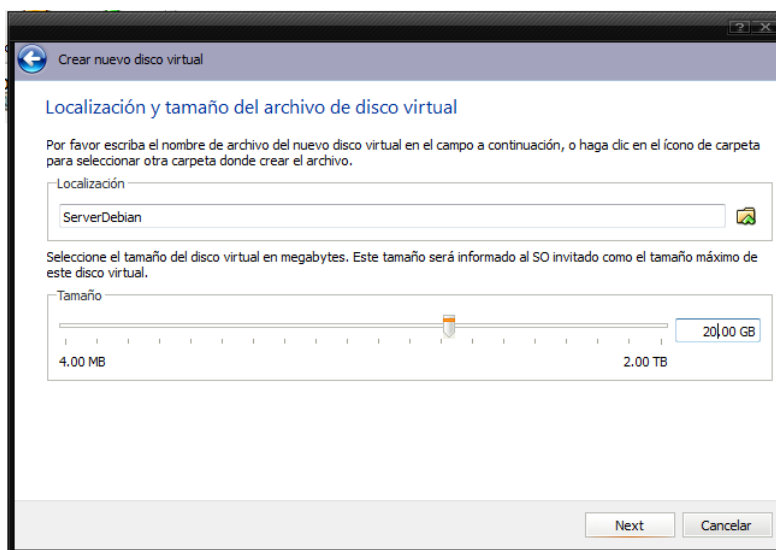 Crear nuevo disco virtual
Localización y tamaño del archivo de disco virtual
Por favor escriba el nombre de archivo del nuevo disco virtual en el campo a continuación, o haga clic en el ícono de carpeta
para seleccionar otra carpeta donde crear el archivo.
Localización
ServerDebian
Seleccione el tamaño del disco virtual en megabytes. Este tamaño será informado al SO invitado como el tamaño máximo de
este disco virtual.
Tamaño
20,00 GB
4.00 MB
2.00 TB
Next
Cancelar